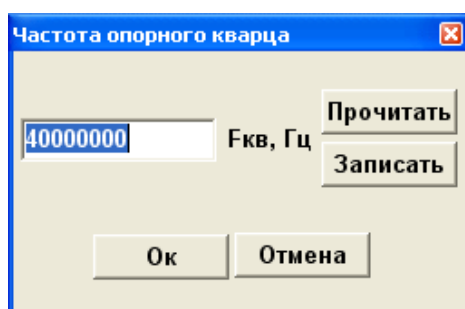 Частота опорного кварца
Прочитать
40000000 Fкв, Гц
Записать
Ок Отмена